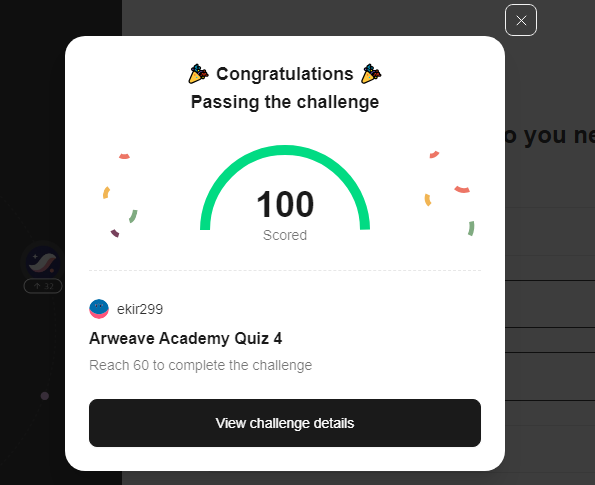 Congratulations
Passing the challenge
o you ne
100
Scored
32
ekir299
Arweave Academy Quiz 4
Reach 60 to complete the challenge
View challenge details